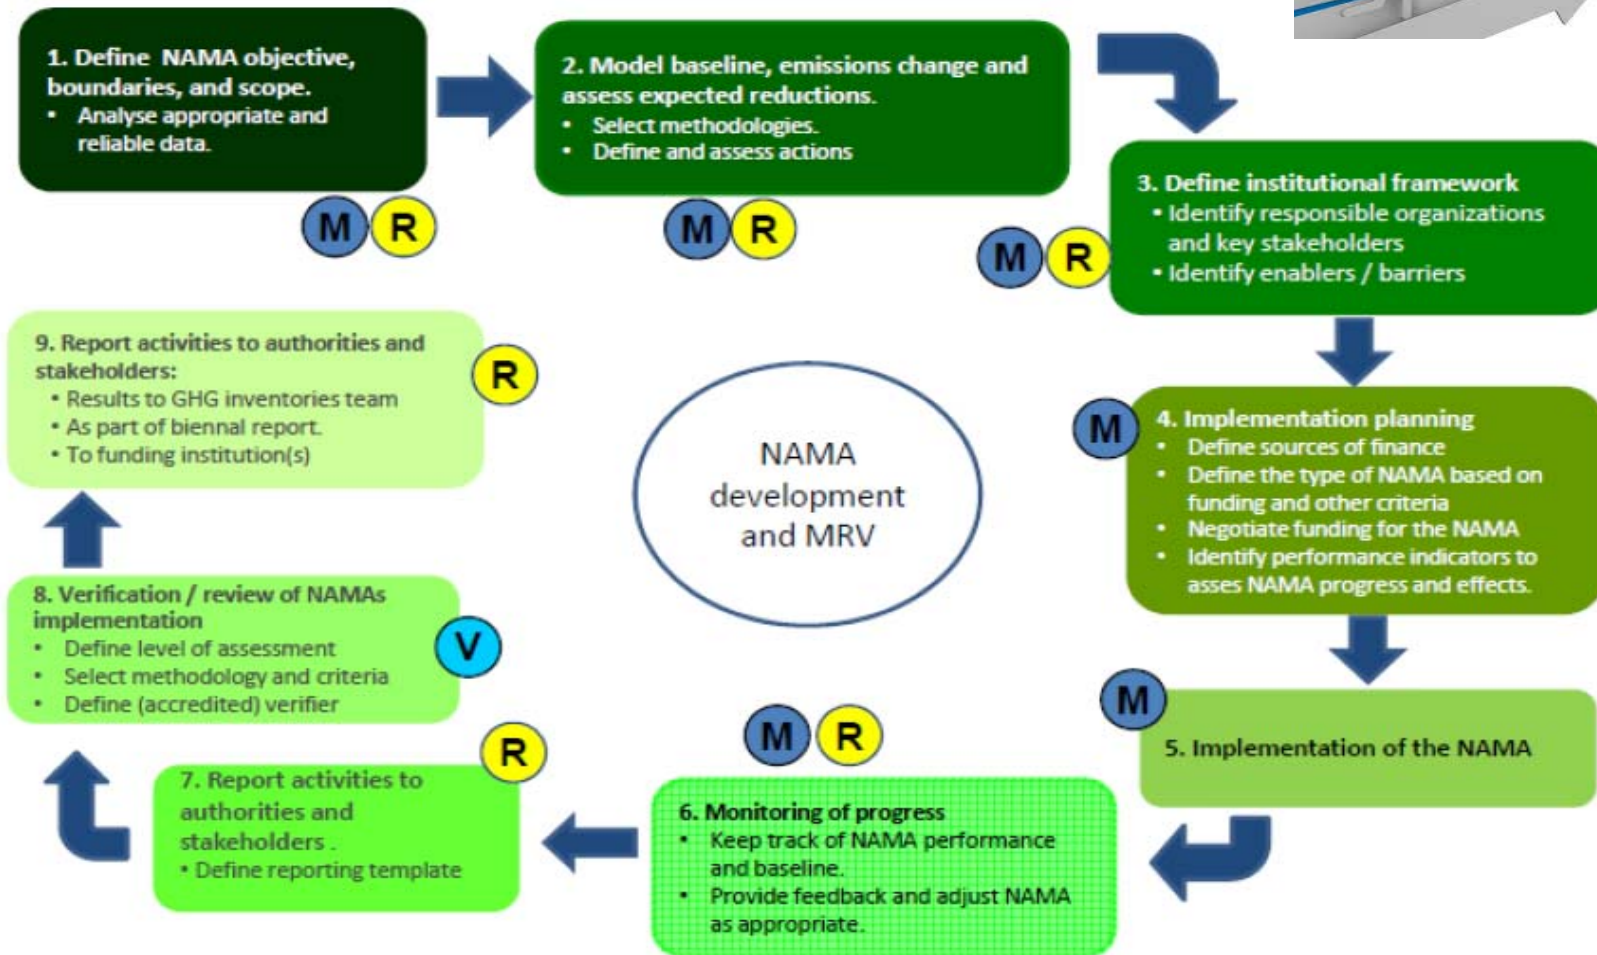 1. Define NAMA objective,
boundaries, and scope.
• Analyse appropriate and
reliable data.
M R
2. Model baseline, emissions change and
assess expected reductions.
• Select methodologies.
• Define and assess actions
M R
3. Define institutional framework
• Identify responsible organizations
and key stakeholders
• Identify enablers / barriers
M R
4. Implementation planning
• Define sources of finance
• Define the type of NAMA based on
funding and other criteria
• Negotiate funding for the NAMA
• Identify performance indicators to
asses NAMA progress and effects.
M
5. Implementation of the NAMA
M
6. Monitoring of progress
• Keep track of NAMA performance
and baseline.
• Provide feedback and adjust NAMA
as appropriate.
M R
7. Report activities to
authorities and
stakeholders .
• Define reporting template
R
8. Verification / review of NAMAs
implementation
• Define level of assessment
• Select methodology and criteria
• Define (accredited) verifier
V
9. Report activities to authorities and
stakeholders:
• Results to GHG inventories team
• As part of biennal report.
• To funding institution(s)
R
NAMA
development
and MRV